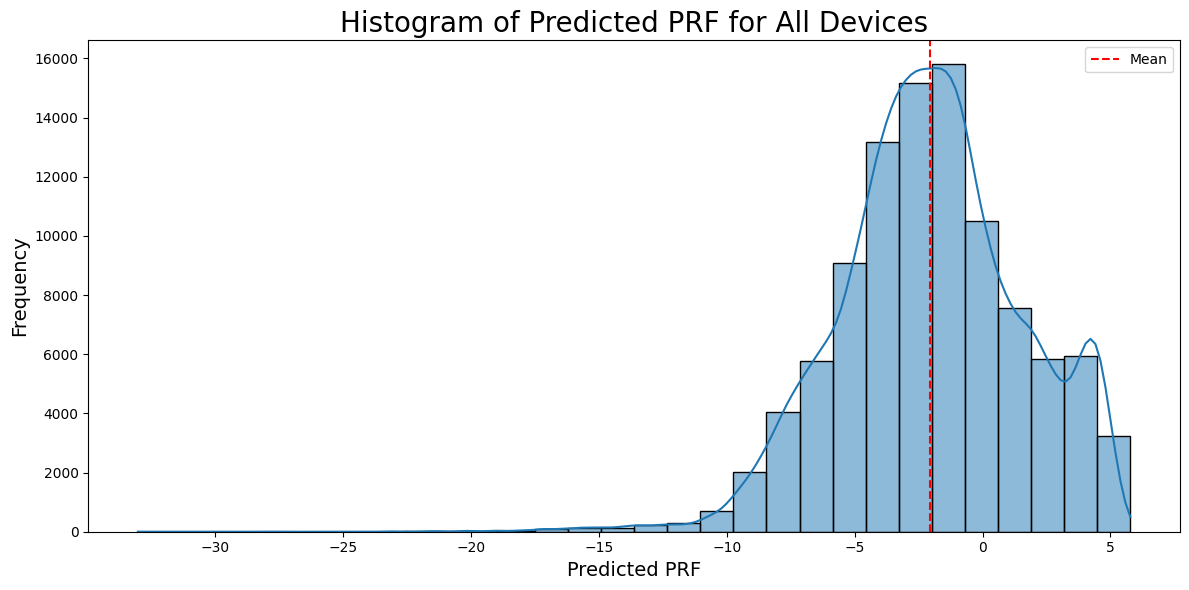 Histogram of Predicted PRF for All Devices
Mean
16000
14000
12000
10000
8000
6000
4000
2000
0
Frequency
−30 −25 −20 −15 −10 −5 0 5
Predicted PRF